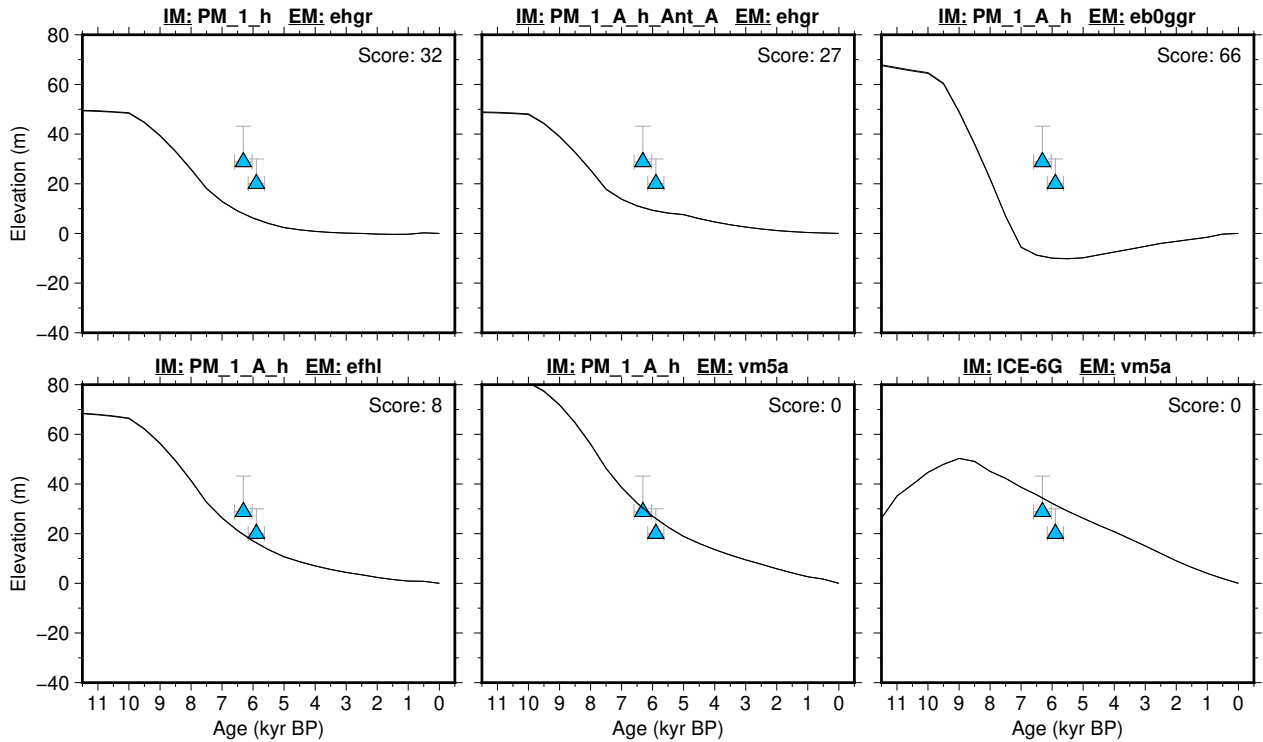 IM: PM_1_h EM: ehgr
IM: PM_1_A_h_Ant_A EM: ehgr
IM: PM_1_A_h EM: eb0ggr
80
60
40
20
0
−20
−40
Elevation (m)
Score: 32
Score: 27
Score: 66
IM: PM_1_A_h EM: efhl
IM: PM_1_A_h EM: vm5a
IM: ICE-6G EM: vm5a
80
60
40
20
0
−20
−40
Elevation (m)
Score: 8
Score: 0
Score: 0
11 10 9 8 7 6 5 4 3 2 1 0
11 10 9 8 7 6 5 4 3 2 1 0
11 10 9 8 7 6 5 4 3 2 1 0
Age (kyr BP)
Age (kyr BP)
Age (kyr BP)